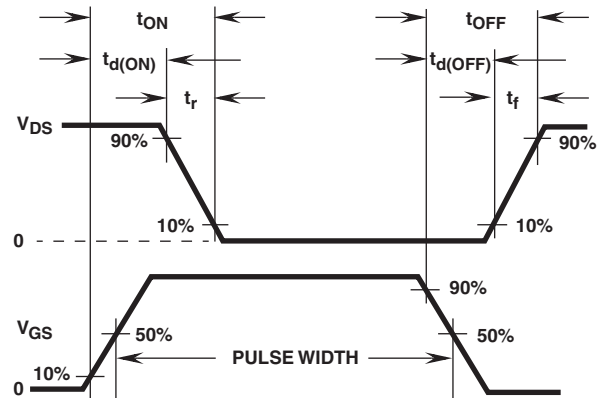 tON tOFF
td(ON) td(OFF)
tr tf
VDS
90% 90%
10% 10%
0
90%
VGS 50% 50%
PULSE WIDTH
10%
0